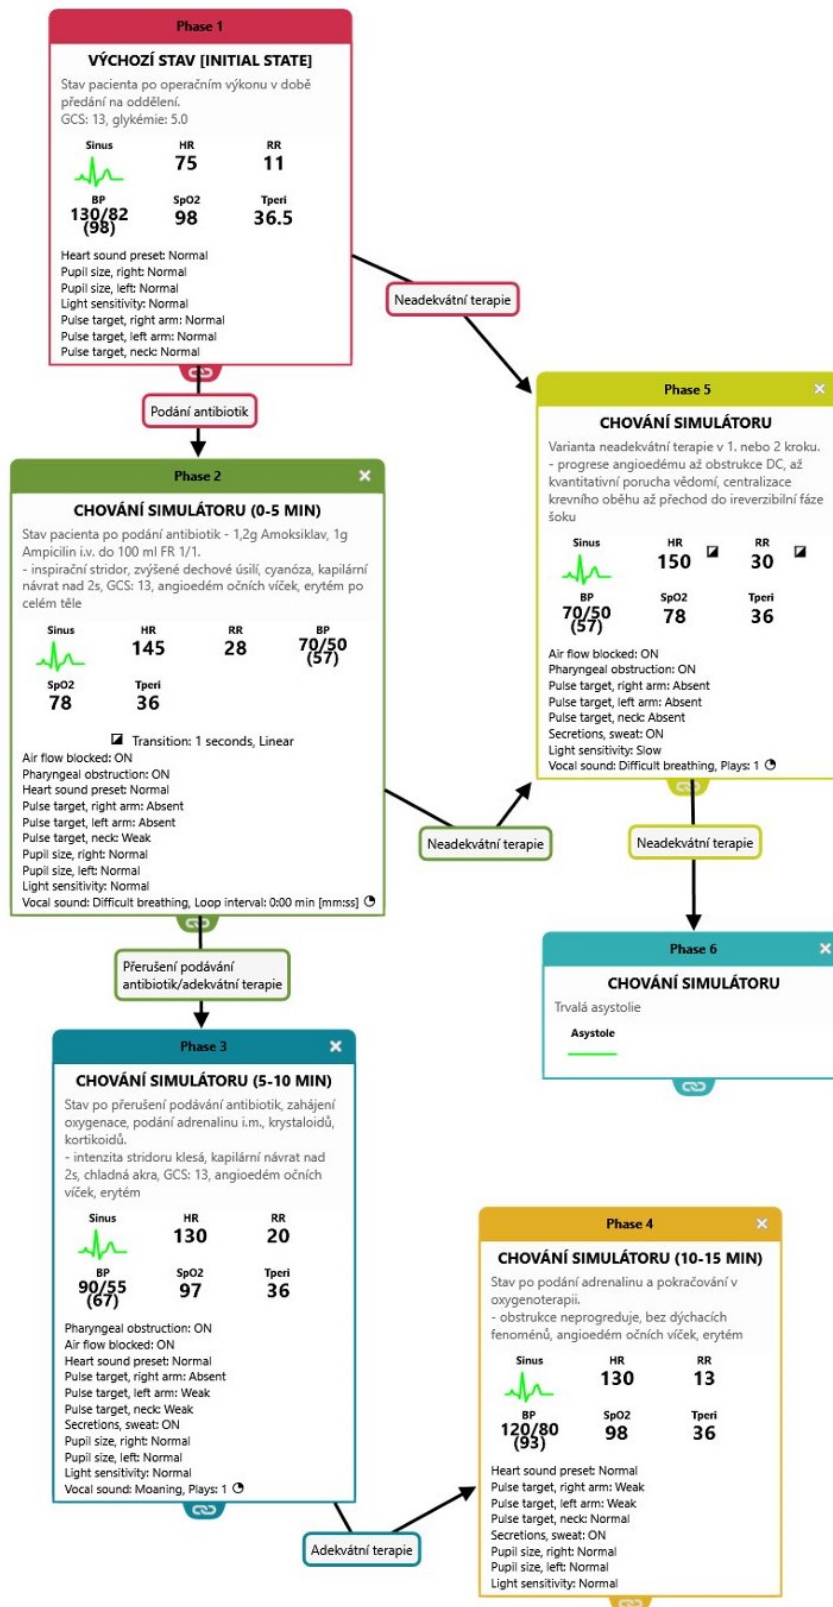 Phase 1
VÝCHOZÍ STAV [INITIAL STATE]
Stav pacienta po operačním výkonu v době
předání na oddělení.
GCS: 13, glykémie: 5.0
Sinus HR RR
75 11
BP SpO2 Tperi
130/82 98 36.5
(98)
Heart sound preset: Normal
Pupil size, right: Normal
Pupil size, left: Normal
Light sensitivity: Normal
Pulse target, right arm: Normal
Pulse target, left arm: Normal
Pulse target, neck: Normal
Neadekvátní terapie
Podání antibiotik
Phase 2
CHOVÁNÍ SIMULÁTORU (0-5 MIN)
Stav pacienta po podání antibiotik - 1,2g Amoksiklav, 1g
Ampicilin i.v. do 100 ml FR 1/1.
- inspirační stridor, zvýšené dechové úsilí, cyanóza, kapilární
návrat nad 2s, GCS: 13, angioedém očních víček, erytém po
celém těle
Sinus HR RR BP
145 28 70/50
(57)
SpO2 Tperi
78 36
Transition: 1 seconds, Linear
Air flow blocked: ON
Pharyngeal obstruction: ON
Heart sound preset: Normal
Pulse target, right arm: Absent
Pulse target, left arm: Absent
Pulse target, neck: Weak
Pupil size, right: Normal
Pupil size, left: Normal
Light sensitivity: Normal
Vocal sound: Difficult breathing, Loop interval: 0:00 min [mm:ss]
Neadekvátní terapie
Phase 5
CHOVÁNÍ SIMULÁTORU
Varianta neadekvátní terapie v 1. nebo 2 kroku.
- progrese angioedému až obstrukce DC, až
kvantitativní porucha vědomí, centralizace
krevního oběhu až přechod do ireverzibilní fáze
šoku
Sinus HR RR
150 30
BP SpO2 Tperi
70/50 78 36
(57)
Air flow blocked: ON
Pharyngeal obstruction: ON
Pulse target, right arm: Absent
Pulse target, left arm: Absent
Pulse target, neck: Absent
Secretions, sweat: ON
Light sensitivity: Slow
Vocal sound: Difficult breathing, Plays: 1
Neadekvátní terapie
Phase 6
CHOVÁNÍ SIMULÁTORU
Trvalá asystolie
Asystole
Přerušení podávání
antibiotik/adekvátní terapie
Phase 3
CHOVÁNÍ SIMULÁTORU (5-10 MIN)
Stav po přerušení podávání antibiotik, zahájení
oxygenace, podání adrenalinu i.m., krystaloidů,
kortikoidů.
- intenzita stridoru klesá, kapilární návrat nad
2s, chladná akra, GCS: 13, angioedém očních
víček, erytém
Sinus HR RR
130 20
BP SpO2 Tperi
90/55 97 36
(67)
Pharyngeal obstruction: ON
Air flow blocked: ON
Heart sound preset: Normal
Pulse target, right arm: Absent
Pulse target, left arm: Weak
Pulse target, neck: Weak
Secretions, sweat: ON
Pupil size, right: Normal
Pupil size, left: Normal
Light sensitivity: Normal
Vocal sound: Moaning, Plays: 1
Adekvátní terapie
Phase 4
CHOVÁNÍ SIMULÁTORU (10-15 MIN)
Stav po podání adrenalinu a pokračování v
oxygenoterapii.
- obstrukce neprogreduje, bez dýchacích
fenoménů, angioedém očních víček, erytém
Sinus HR RR
130 13
BP SpO2 Tperi
120/80 98 36
(93)
Heart sound preset: Normal
Pulse target, right arm: Weak
Pulse target, left arm: Weak
Pulse target, neck: Normal
Secretions, sweat: ON
Pupil size, right: Normal
Pupil size, left: Normal
Light sensitivity: Normal